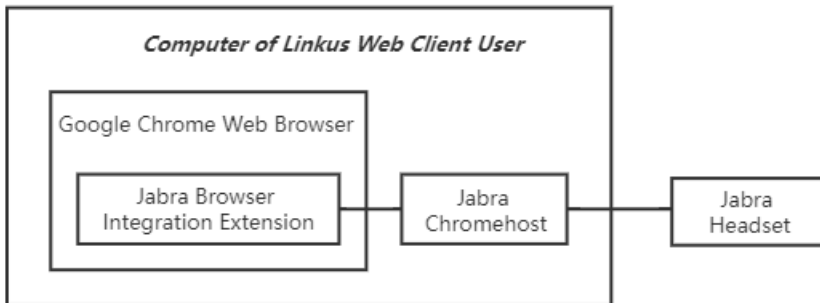 Computer of Linkus Web Client User
Google Chrome Web Browser
Jabra Browser
Integration Extension
Jabra
Chromehost
Jabra
Headset